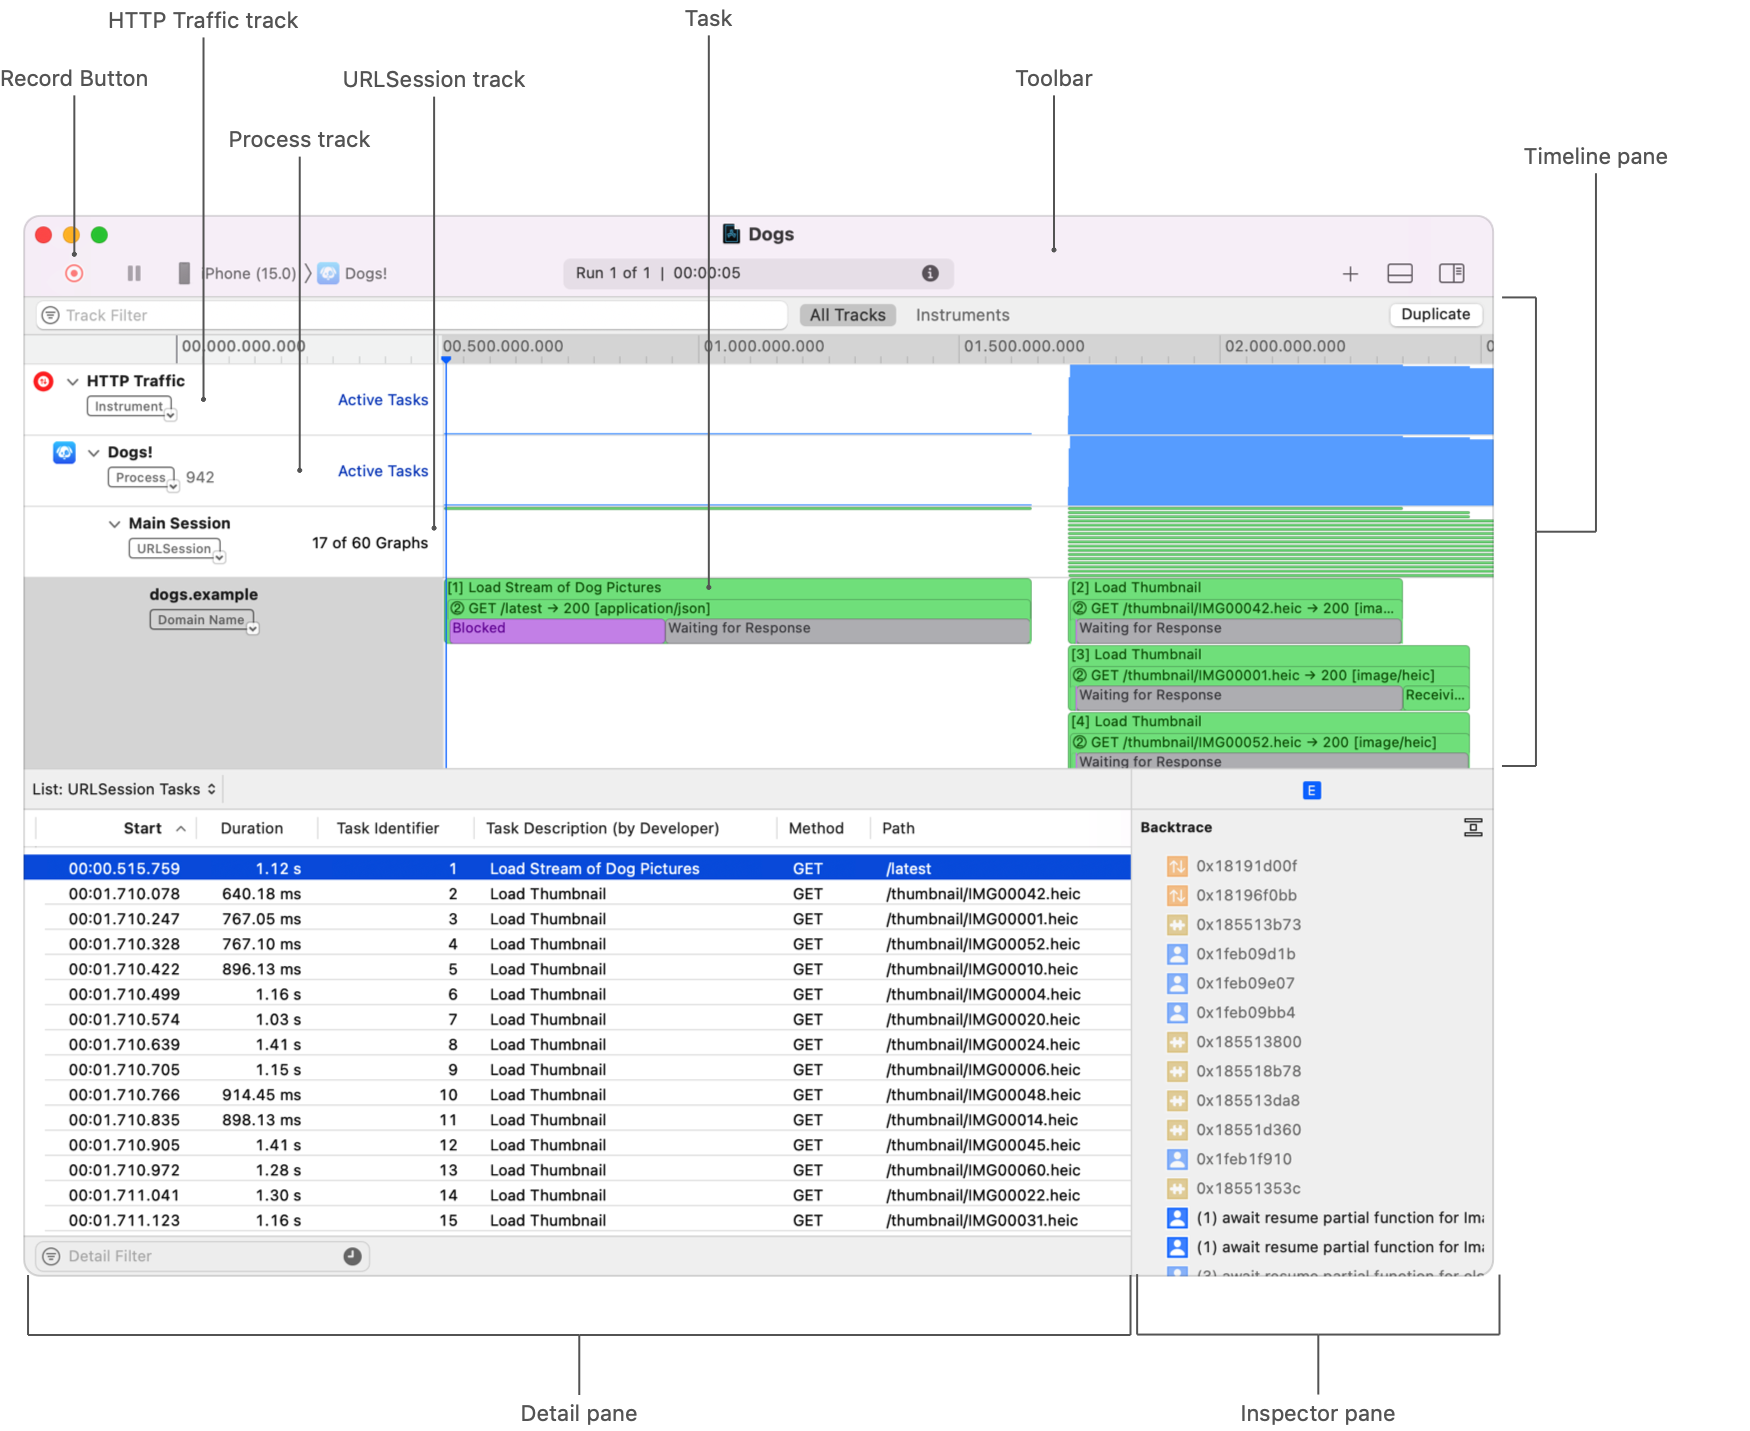 HTTP Traffic track
Task
Record Button
URLSession track
Toolbar
Process track
Timeline pane
Dogs
iPhone (15.0) Dogs!
Run 1 of 1 | 00:00:05
Track Filter
All Tracks
Instruments
Duplicate
00:000.000.000
00.500.000.000
01.000.000.000
01.500.000.000
02.000.000.000
HTTP Traffic
Instrument
Active Tasks
Dogs!
Process 942
Active Tasks
Main Session
URLSession
17 of 60 Graphs
dogs.example
Domain Name
[1] Load Stream of Dog Pictures
② GET /latest → 200 [application/json]
Blocked
Waiting for Response
[2] Load Thumbnail
② GET /thumbnail/IMG00042.heic → 200 [ima...
Waiting for Response
[3] Load Thumbnail
② GET /thumbnail/IMG00001.heic → 200 [image/heic]
Waiting for Response
Receivi...
[4] Load Thumbnail
② GET /thumbnail/IMG00052.heic → 200 [image/heic]
Waiting for Response
List: URLSession Tasks
E
Start Duration Task Identifier Task Description (by Developer) Method Path
00:00.515.759 1.12 s 1 Load Stream of Dog Pictures GET /latest
00:01.710.078 640.18 ms 2 Load Thumbnail GET /thumbnail/IMG00042.heic
00:01.710.247 767.05 ms 3 Load Thumbnail GET /thumbnail/IMG00001.heic
00:01.710.328 767.10 ms 4 Load Thumbnail GET /thumbnail/IMG00052.heic
00:01.710.422 896.13 ms 5 Load Thumbnail GET /thumbnail/IMG00010.heic
00:01.710.499 1.16 s 6 Load Thumbnail GET /thumbnail/IMG00004.heic
00:01.710.574 1.03 s 7 Load Thumbnail GET /thumbnail/IMG00020.heic
00:01.710.639 1.41 s 8 Load Thumbnail GET /thumbnail/IMG00024.heic
00:01.710.705 1.15 s 9 Load Thumbnail GET /thumbnail/IMG00006.heic
00:01.710.766 914.45 ms 10 Load Thumbnail GET /thumbnail/IMG00048.heic
00:01.710.835 898.13 ms 11 Load Thumbnail GET /thumbnail/IMG00014.heic
00:01.710.905 1.41 s 12 Load Thumbnail GET /thumbnail/IMG00045.heic
00:01.710.972 1.28 s 13 Load Thumbnail GET /thumbnail/IMG00060.heic
00:01.711.041 1.30 s 14 Load Thumbnail GET /thumbnail/IMG00022.heic
00:01.711.123 1.16 s 15 Load Thumbnail GET /thumbnail/IMG00031.heic
Detail Filter
Backtrace
0x18191d00f
0x18196f0bb
0x185513b73
0x1feb09d1b
0x1feb09e07
0x1feb09bb4
0x185513800
0x185518b78
0x185513da8
0x18551d360
0x1feb1f910
0x18551353c
(1) await resume partial function for Ima
(1) await resume partial function for Ima
(3) await resume partial function for clo
Detail pane
Inspector pane